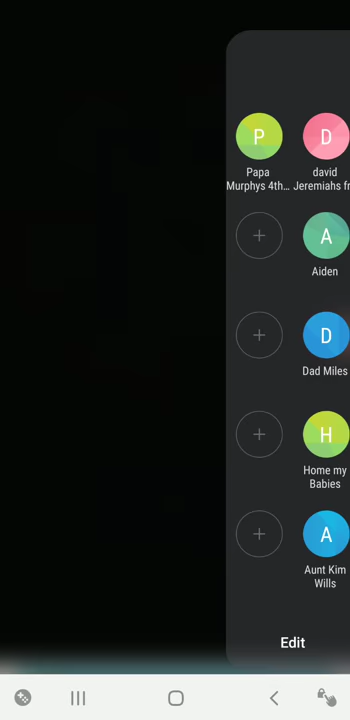 P
D
Papa
Murphys 4th...
david
Jeremiahs fr
A
Aiden
D
Dad Miles
H
Home my
Babies
A
Aunt Kim
Wills
Edit